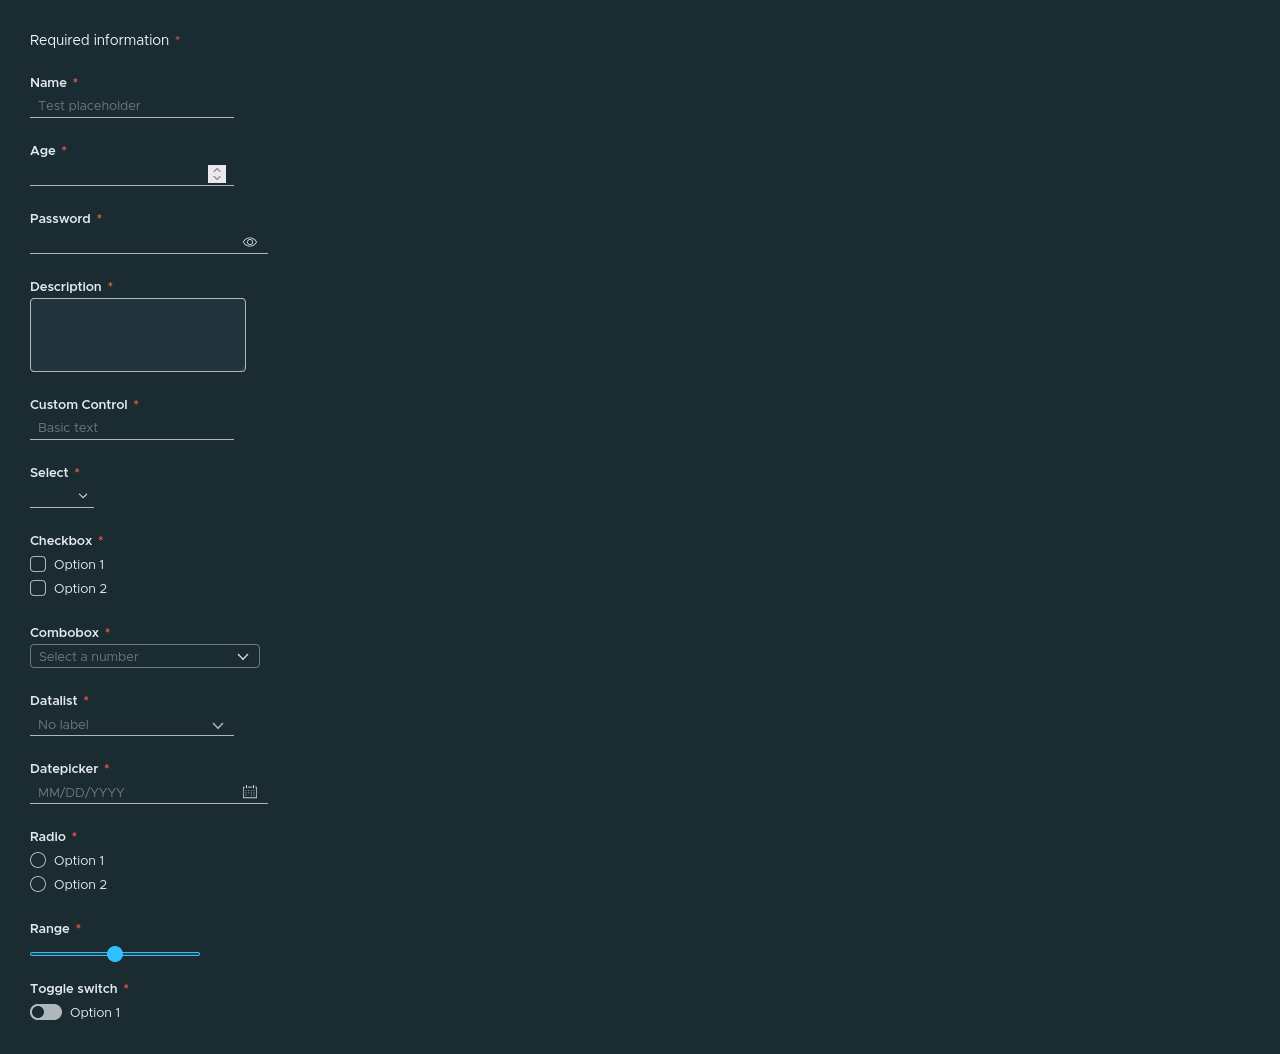 Required information *
Name *
Test placeholder
Age *
Password *
Description *
Custom Control *
Basic text
Select *
Checkbox *
Option 1
Option 2
Combobox *
Select a number
Datalist *
No label
Datepicker *
MM/DD/YYYY
Radio *
Option 1
Option 2
Range *
Toggle switch *
Option 1